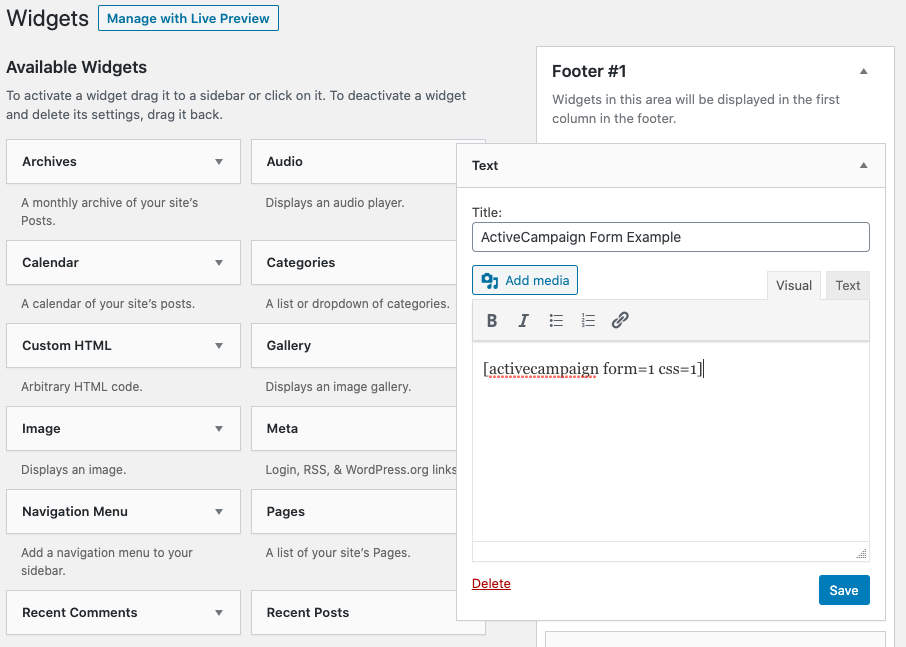 Widgets
Manage with Live Preview
Available Widgets
To activate a widget drag it to a sidebar or click on it. To deactivate a widget
and delete its settings, drag it back.
Archives
A monthly archive of your site's
Posts.
Audio
Displays an audio player.
Calendar
A calendar of your site's posts.
Categories
A list or dropdown of categories.
Custom HTML
Arbitrary HTML code.
Gallery
Displays an image gallery.
Image
Displays an image.
Meta
Login, RSS, & WordPress.org links
Navigation Menu
Add a navigation menu to your
sidebar.
Pages
A list of your site's Pages.
Recent Comments
Recent Posts
Footer #1
Widgets in this area will be displayed in the first
column in the footer.
Text
Title:
ActiveCampaign Form Example
Add media
Visual
Text
B I
[activecampaign form=1 css=1]
Delete
Save